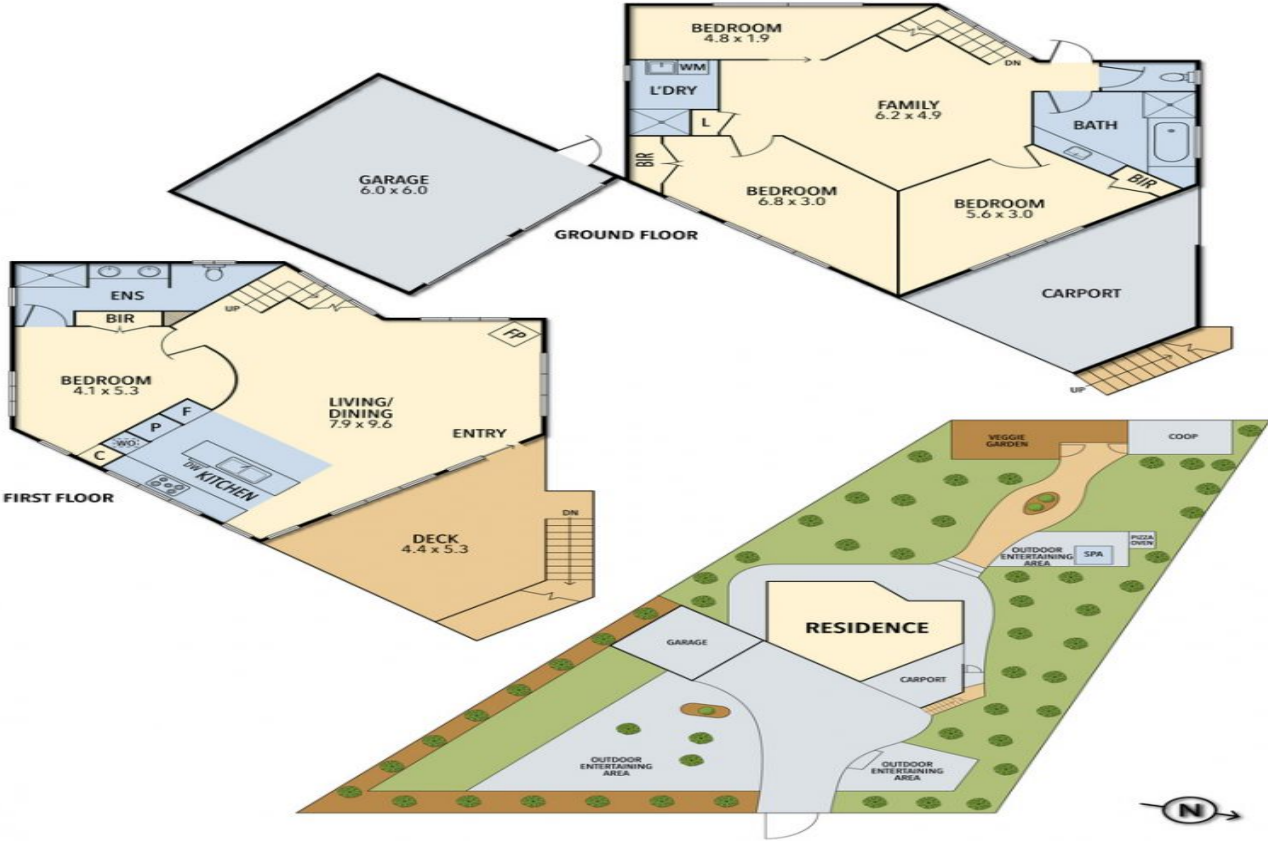 BEDROOM
4.8 x 1.9
WM
L'DRY
L
BIR
DN
FAMILY
6.2 x 4.9
BATH
BIR
BEDROOM
6.8 x 3.0
BEDROOM
5.6 x 3.0
GARAGE
6.0 x 6.0
GROUND FLOOR
CARPORT
UP
ENS
BIR
UP
FP
BEDROOM
4.1 x 5.3
LIVING/
DINING
7.9 x 9.6
ENTRY
F
P
WO
C
DW
KITCHEN
FIRST FLOOR
DECK
4.4 x 5.3
DN
VEGGIE
GARDEN
COOP
OUTDOOR
ENTERTAINING
AREA
SPA
PIZZA
OVEN
RESIDENCE
GARAGE
CARPORT
OUTDOOR
ENTERTAINING
AREA
OUTDOOR
ENTERTAINING
AREA
N